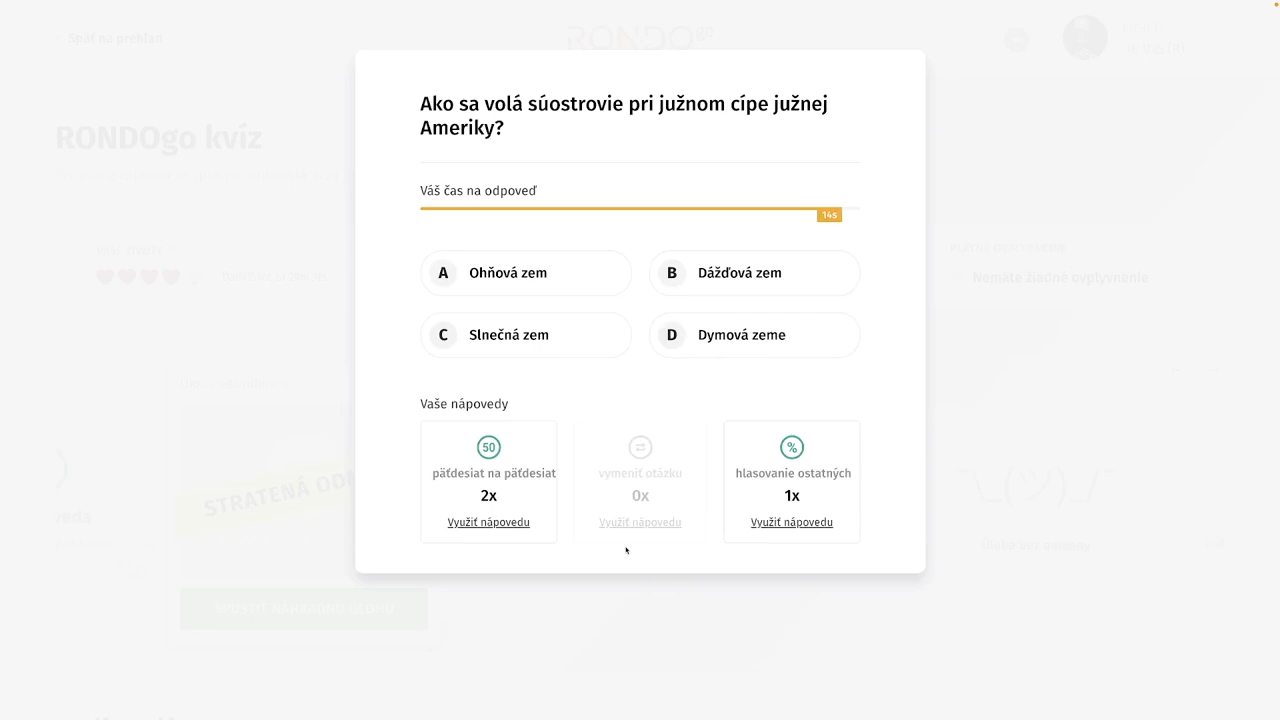 Späť na prehľad
RONDOgo
RONDOgo kvíz
Ako sa volá súostrovie pri južnom cípe južnej
Ameriky?
Váš čas na odpoveď
14s
A Ohňová zem
B Dážďová zem
C Slnečná zem
D Dymová zeme
Nemáte žiadne ovplyvnenie
Vaše nápovedy
50
päťdesiat na päťdesiat
2x
Využiť nápovedu
vymeniť otázku
0x
Využiť nápovedu
%
hlasovanie ostatných
1x
Využiť nápovedu
STRATENÁ
¯\_(ツ)_/¯